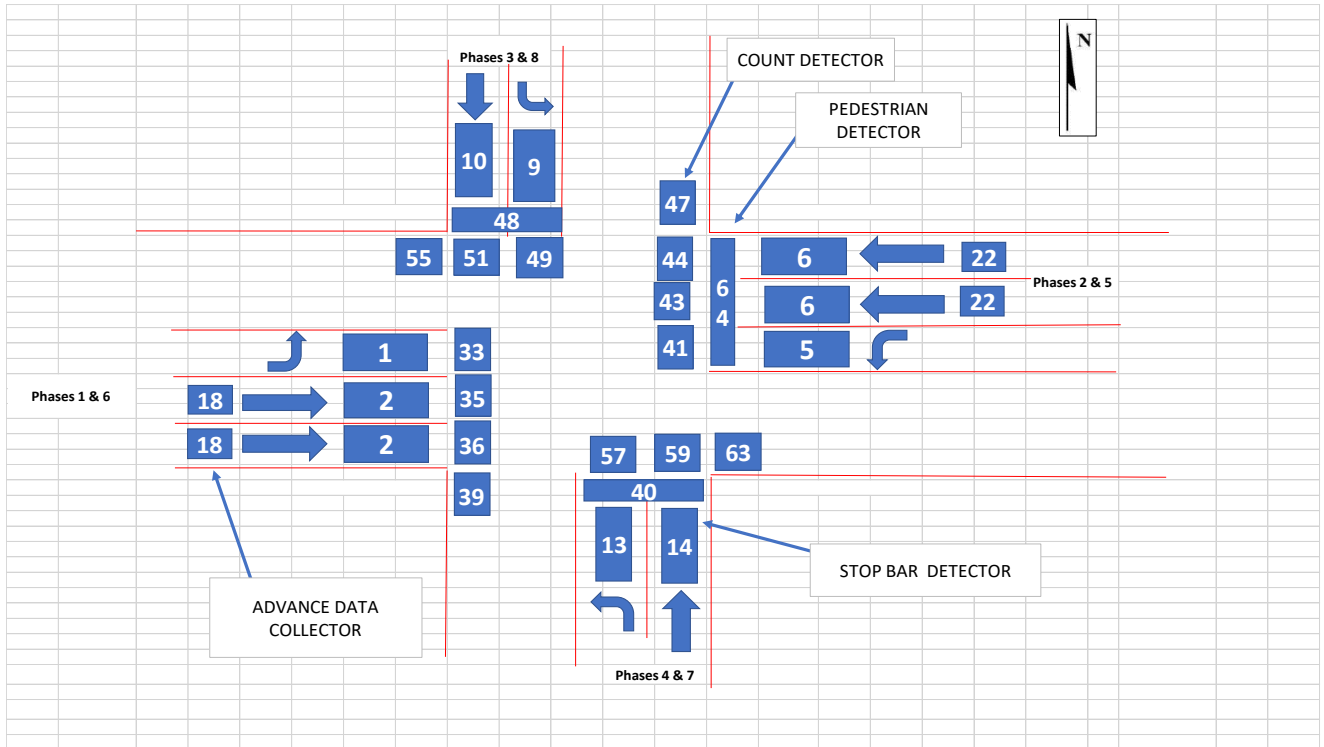 Phases 3 & 8
COUNT DETECTOR
N
PEDESTRIAN
DETECTOR
10
9
47
48
55
51
49
44
6
22
Phases 2 & 5
6
4
43
6
22
41
5
1
33
Phases 1 & 6
18
2
35
18
2
36
57
59
63
39
40
13
14
STOP BAR DETECTOR
ADVANCE DATA
COLLECTOR
Phases 4 & 7